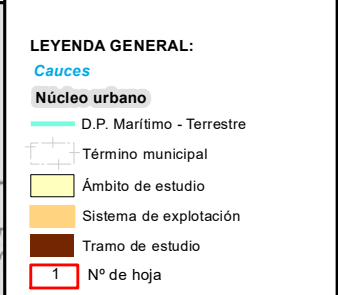 LEYENDA GENERAL:
Cauces
Núcleo urbano
D.P. Marítimo - Terrestre
Término municipal
Ámbito de estudio
Sistema de explotación
Tramo de estudio
1 Nº de hoja